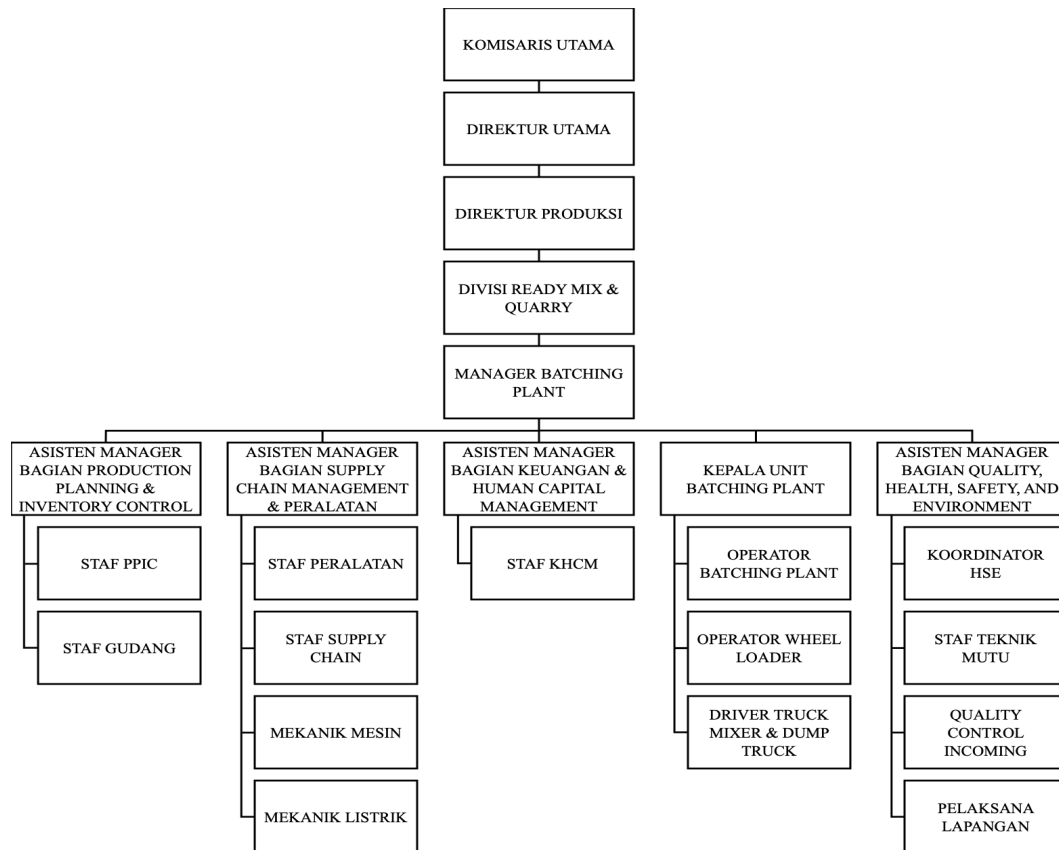 KOMISARIS UTAMA
DIREKTUR UTAMA
DIREKTUR PRODUKSI
DIVISI READY MIX &
QUARRY
MANAGER BATCHING
PLANT
ASISTEN MANAGER
BAGIAN PRODUCTION
PLANNING &
INVENTORY CONTROL
STAF PPIC
STAF GUDANG
ASISTEN MANAGER
BAGIAN SUPPLY
CHAIN MANAGEMENT
& PERALATAN
STAF PERALATAN
STAF SUPPLY
CHAIN
MEKANIK MESIN
MEKANIK LISTRIK
ASISTEN MANAGER
BAGIAN KEUANGAN &
HUMAN CAPITAL
MANAGEMENT
STAF KHCM
KEPALA UNIT
BATCHING PLANT
OPERATOR
BATCHING PLANT
OPERATOR WHEEL
LOADER
DRIVER TRUCK
MIXER & DUMP
TRUCK
ASISTEN MANAGER
BAGIAN QUALITY,
HEALTH, SAFETY, AND
ENVIRONMENT
KOORDINATOR
HSE
STAF TEKNIK
MUTU
QUALITY
CONTROL
INCOMING
PELAKSANA
LAPANGAN